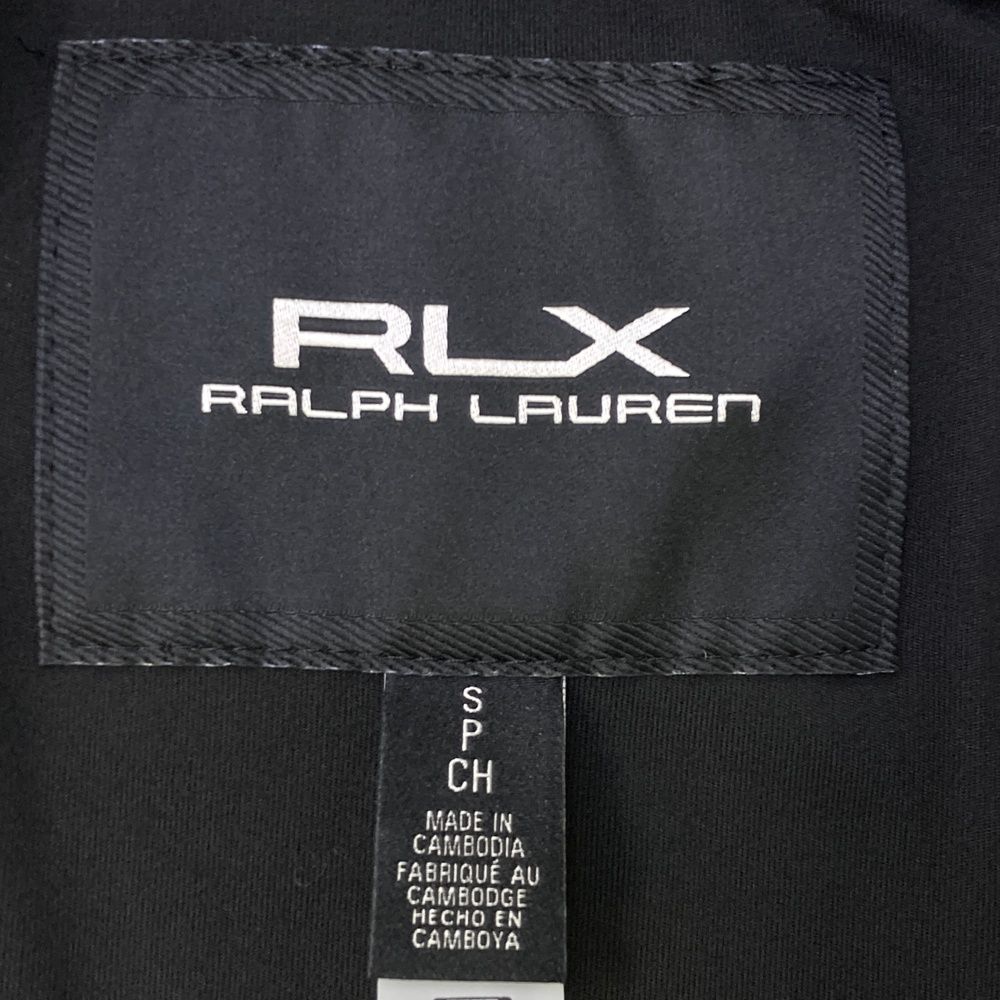 RLX
RALPH LAUREN
S
P
CH
MADE IN
CAMBODIA
FABRIQUÉ AU
CAMBODGE
HECHO EN
CAMBOYA